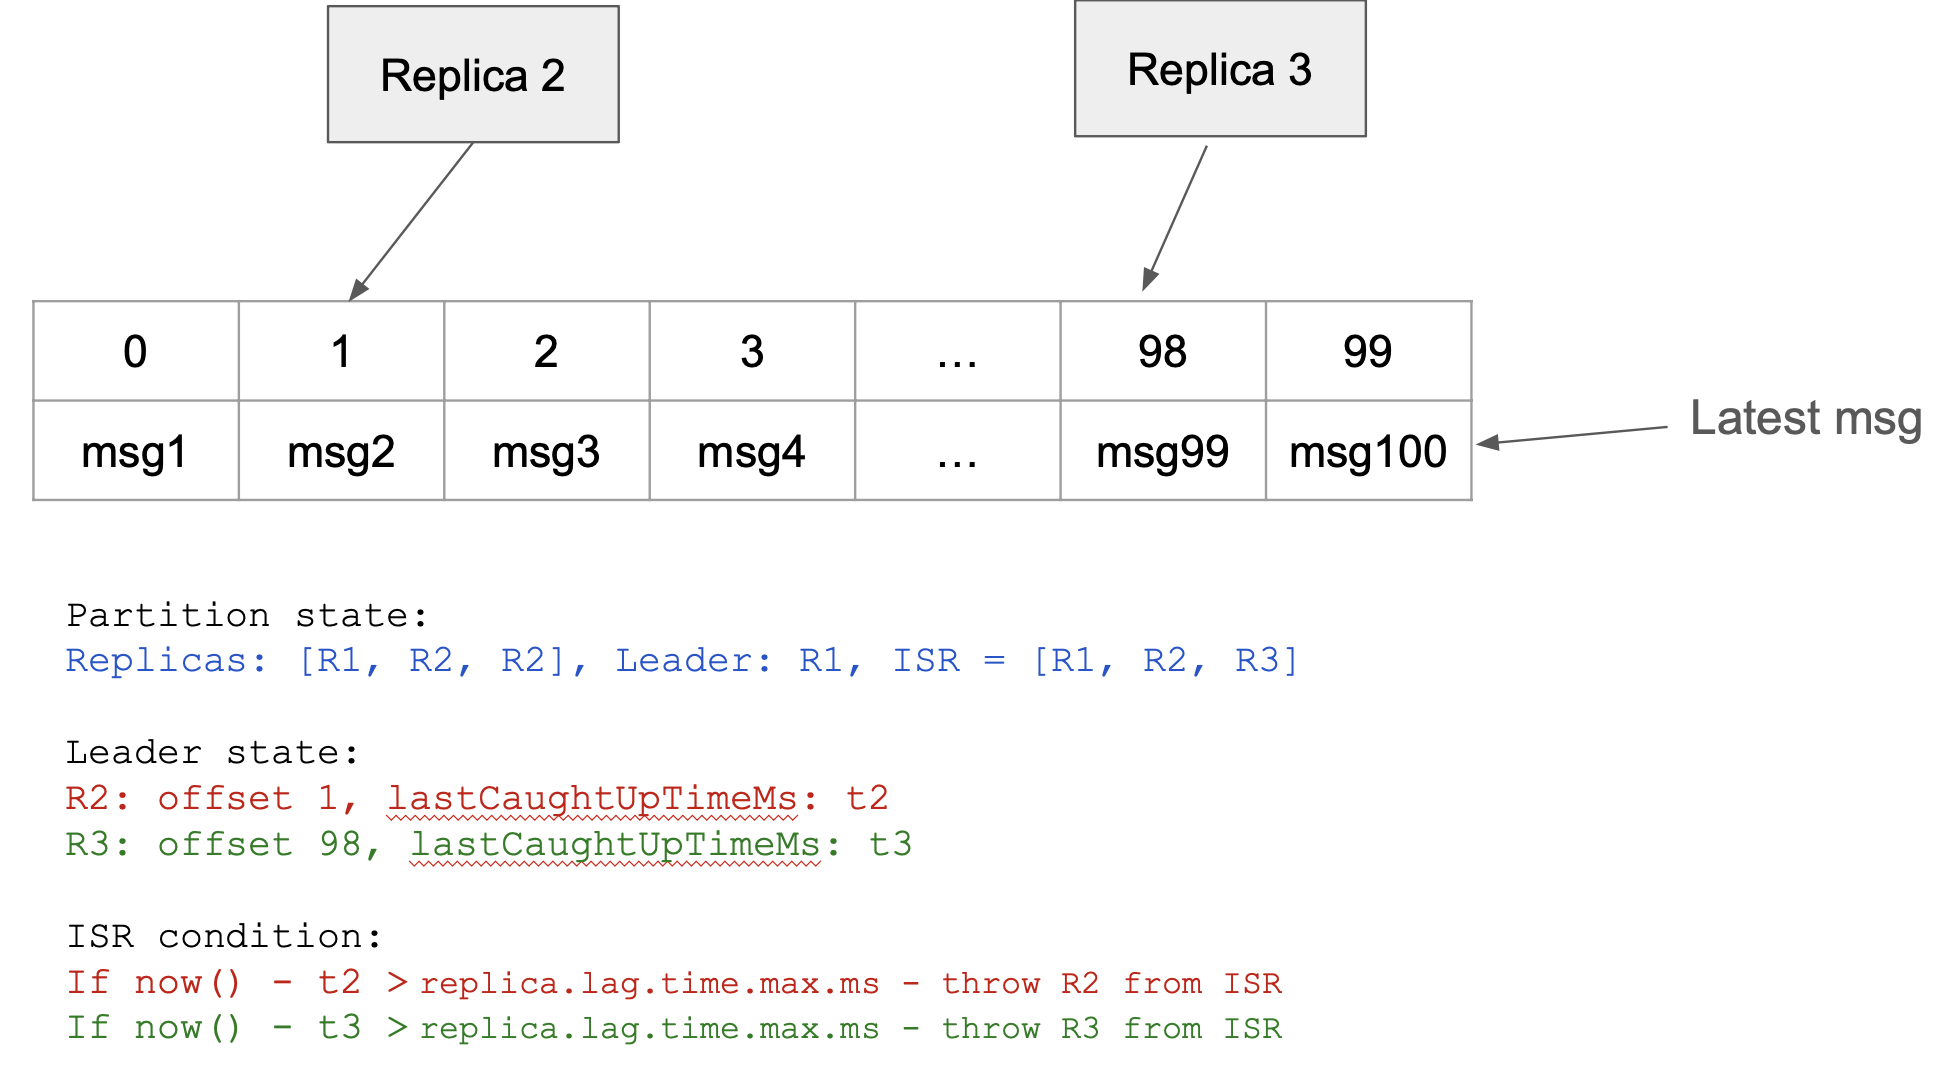 Replica 2
Replica 3
0 1 2 3 ... 98 99
msg1 msg2 msg3 msg4 ... msg99 msg100
Latest msg
Partition state:
Replicas: [R1, R2, R2], Leader: R1, ISR = [R1, R2, R3]
Leader state:
R2: offset 1, lastCaughtUpTimeMs: t2
R3: offset 98, lastCaughtUpTimeMs: t3
ISR condition:
If now() - t2 > replica.lag.time.max.ms - throw R2 from ISR
If now() - t3 > replica.lag.time.max.ms - throw R3 from ISR